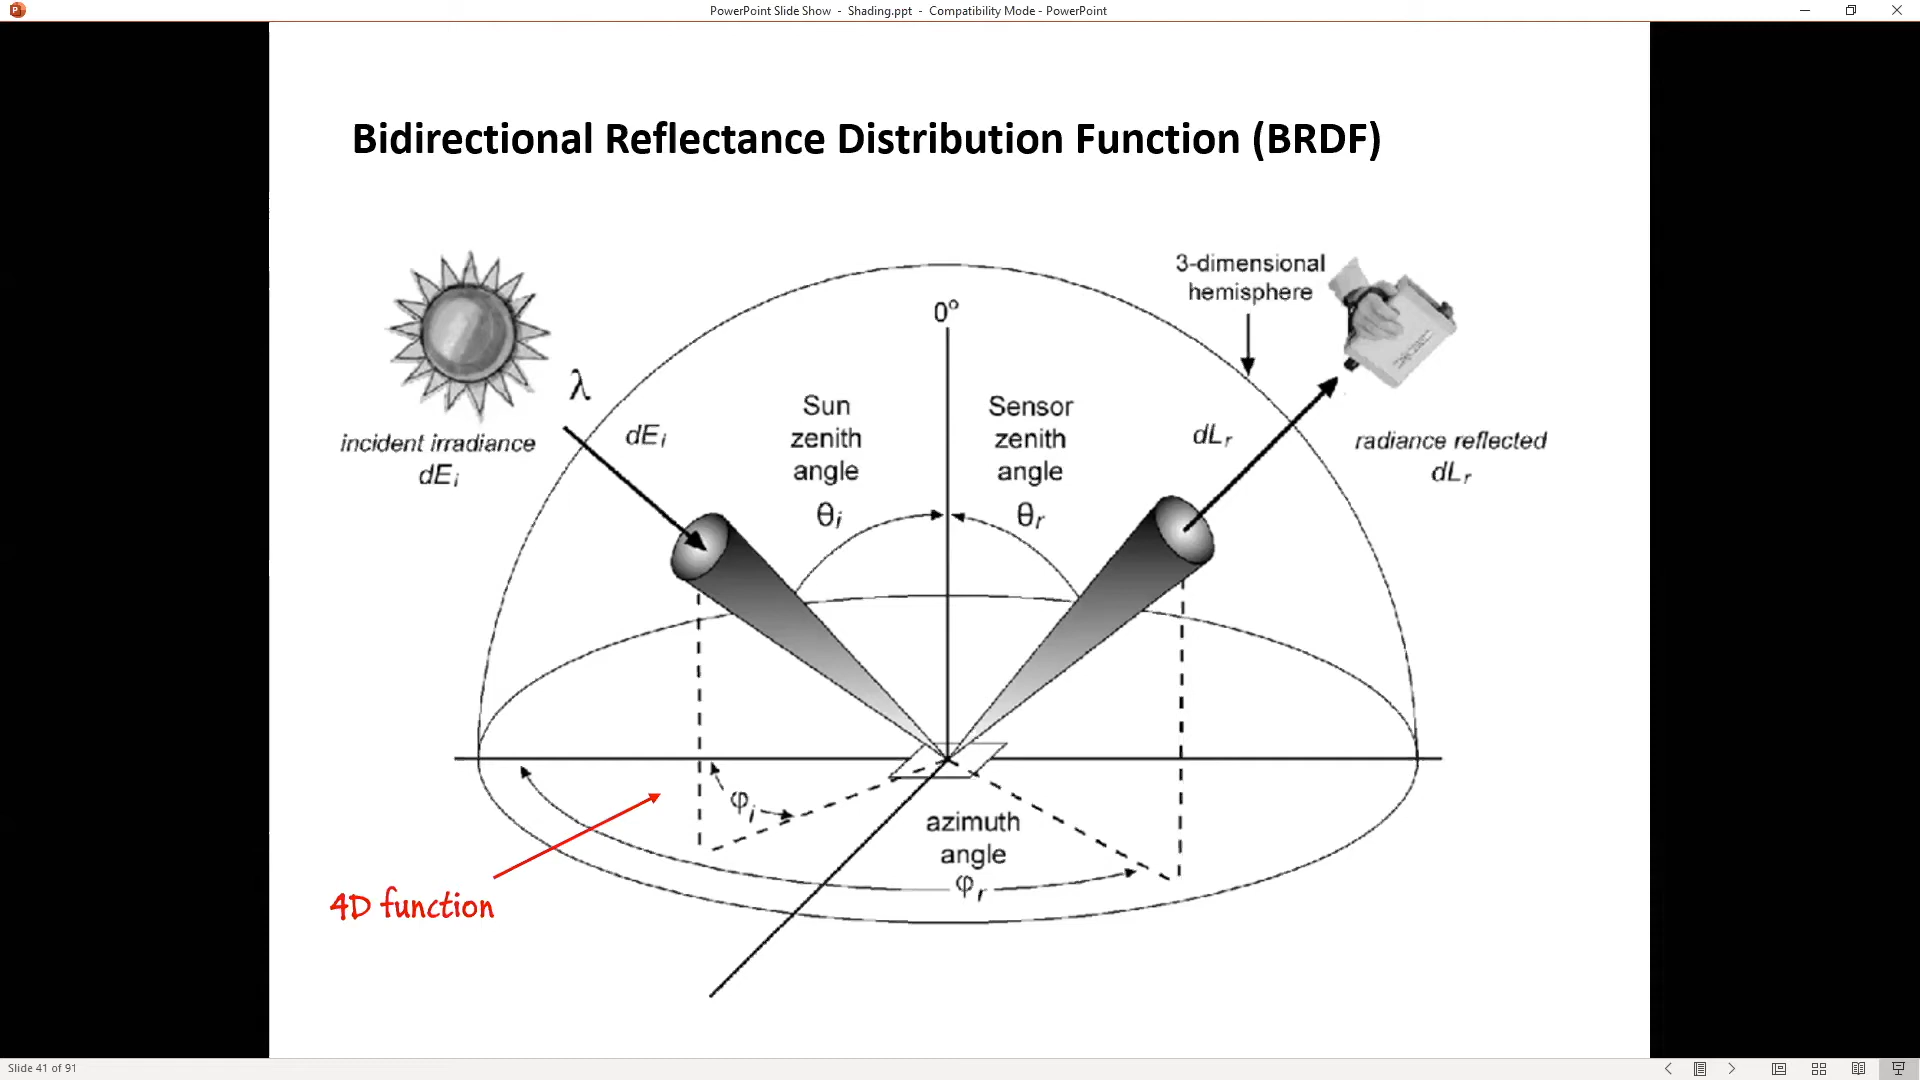 PowerPoint Slide Show - Shading.ppt - Compatibility Mode - PowerPoint
Bidirectional Reflectance Distribution Function (BRDF)
3-dimensional
hemisphere
0°
λ
Sun
zenith
angle
θi
Sensor
zenith
angle
θr
dEi
dLr
incident irradiance
dEi
radiance reflected
dLr
φi
azimuth
angle
φr
4D function
Slide 41 of 91